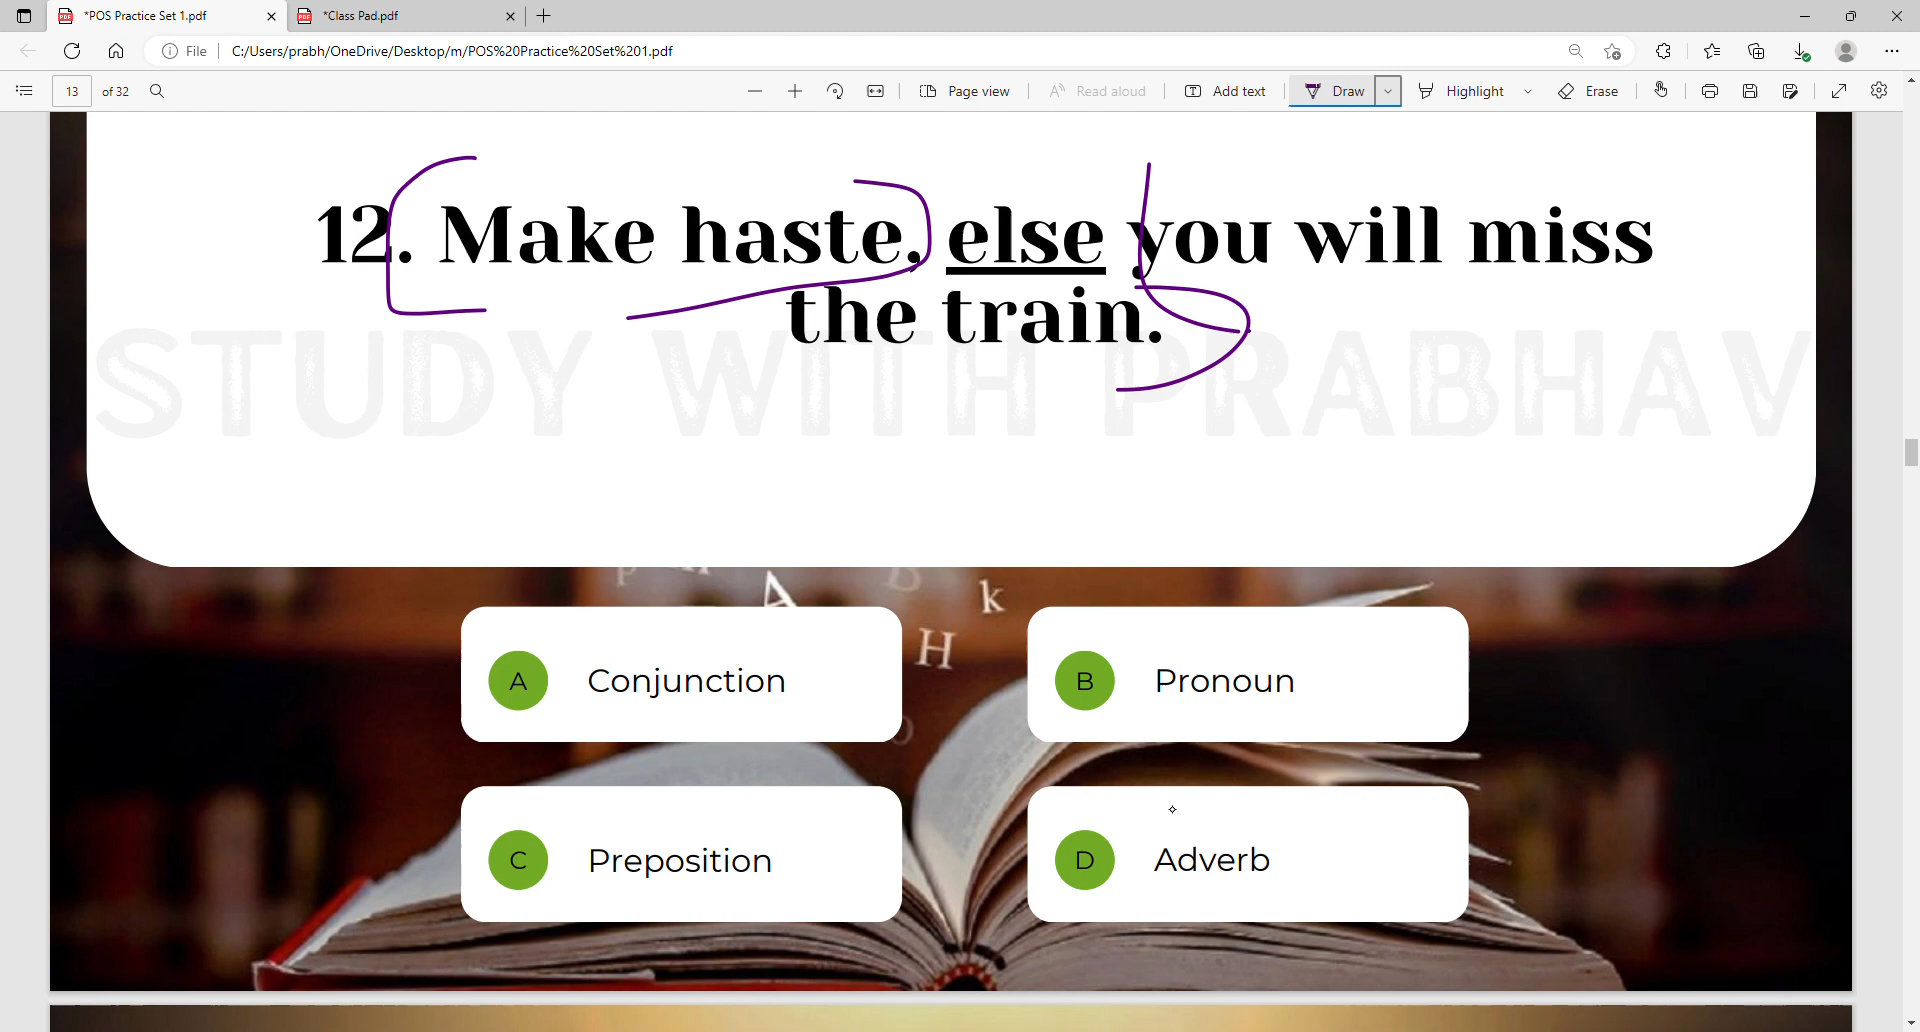 *POS Practice Set 1.pdf
*Class Pad.pdf
File
C:/Users/prabh/OneDrive/Desktop/m/POS%20Practice%20Set%201.pdf
13 of 32
Page view
Read aloud
Add text
Draw
Highlight
Erase
12. Make haste, else you will miss
the train.
STUDY WITH PRABHAV
A
B
k
H
A Conjunction
B Pronoun
C Preposition
D Adverb